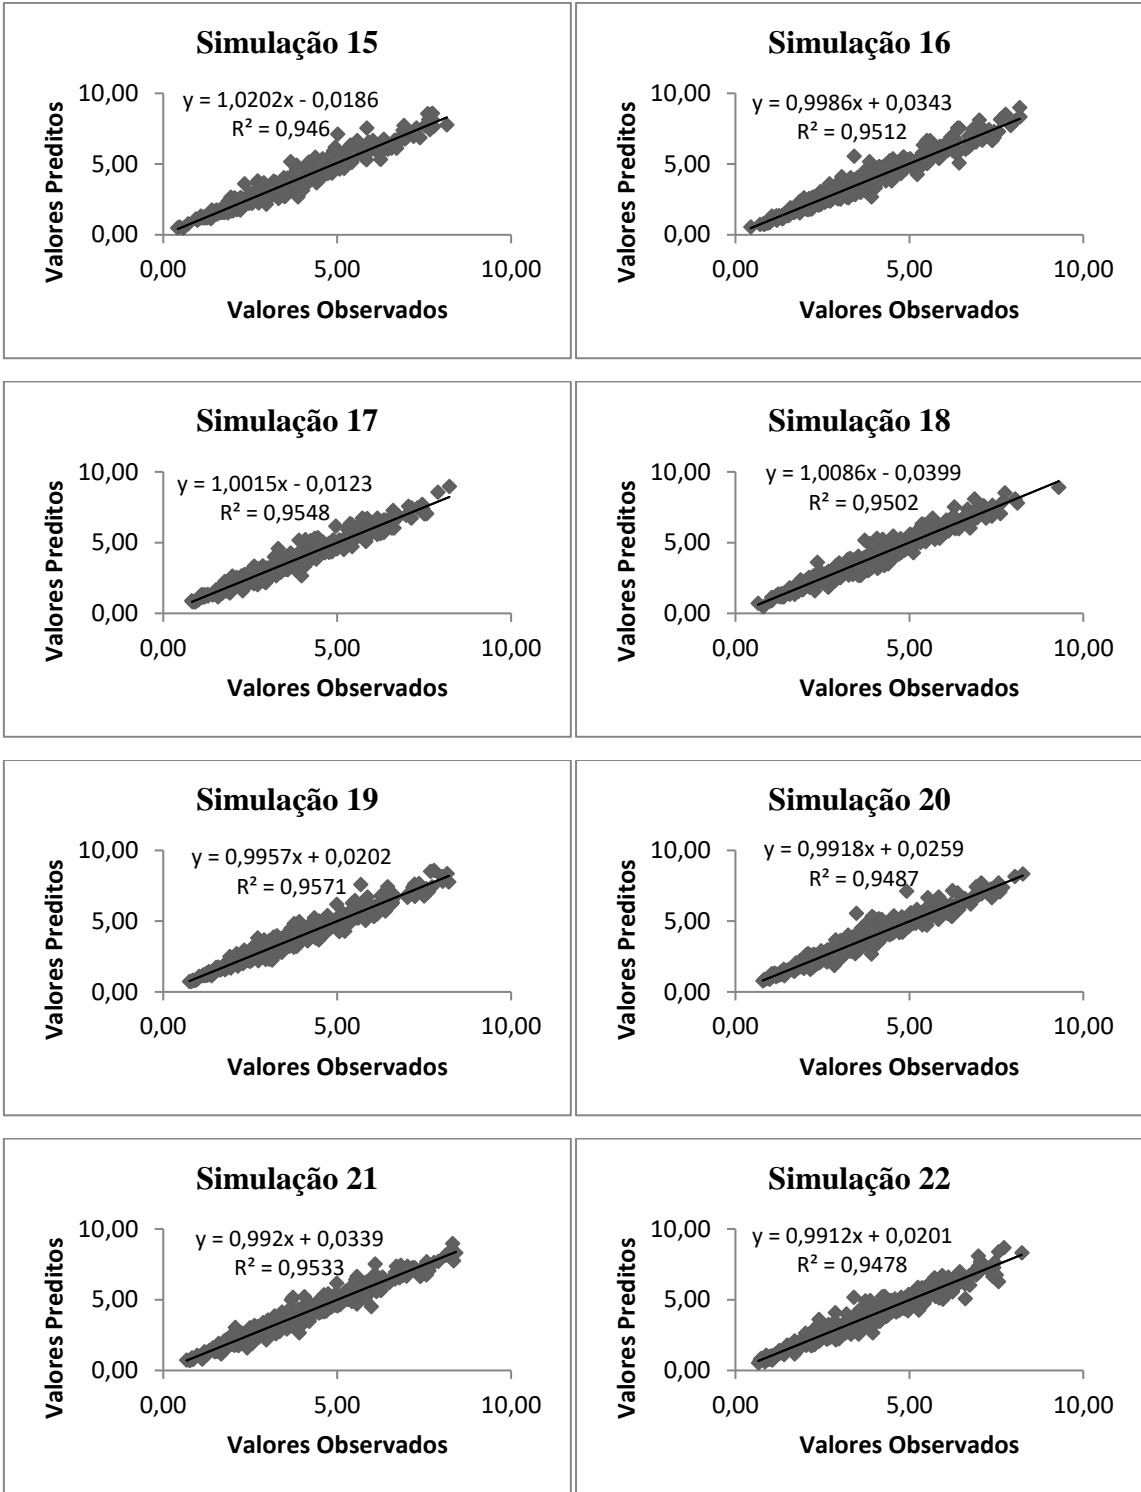 Simulação 15
y = 1,0202x - 0,0186
R² = 0,946
Valores Preditos
10,00
5,00
0,00
0,00 5,00 10,00
Valores Observados
Simulação 16
y = 0,9986x + 0,0343
R² = 0,9512
Valores Preditos
10,00
5,00
0,00
0,00 5,00 10,00
Valores Observados
Simulação 17
y = 1,0015x - 0,0123
R² = 0,9548
Valores Preditos
10,00
5,00
0,00
0,00 5,00 10,00
Valores Observados
Simulação 18
y = 1,0086x - 0,0399
R² = 0,9502
Valores Preditos
10,00
5,00
0,00
0,00 5,00 10,00
Valores Observados
Simulação 19
y = 0,9957x + 0,0202
R² = 0,9571
Valores Preditos
10,00
5,00
0,00
0,00 5,00 10,00
Valores Observados
Simulação 20
y = 0,9918x + 0,0259
R² = 0,9487
Valores Preditos
10,00
5,00
0,00
0,00 5,00 10,00
Valores Observados
Simulação 21
y = 0,992x + 0,0339
R² = 0,9533
Valores Preditos
10,00
5,00
0,00
0,00 5,00 10,00
Valores Observados
Simulação 22
y = 0,9912x + 0,0201
R² = 0,9478
Valores Preditos
10,00
5,00
0,00
0,00 5,00 10,00
Valores Observados